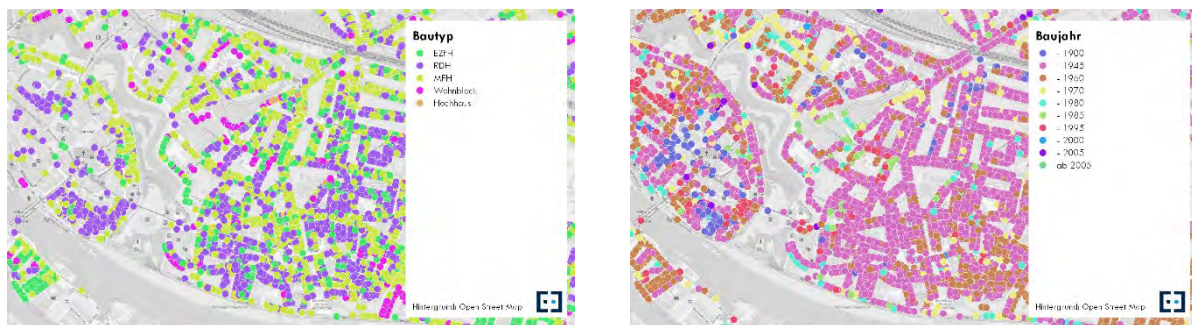 Bautyp
EZFH
RDH
MFH
Wohnblock
Hochhaus
Hintergrund: Open Street Map
Baujahr
- 1900
- 1945
- 1960
- 1970
- 1980
- 1985
- 1995
- 2000
- 2005
ab 2005
Hintergrund: Open Street Map